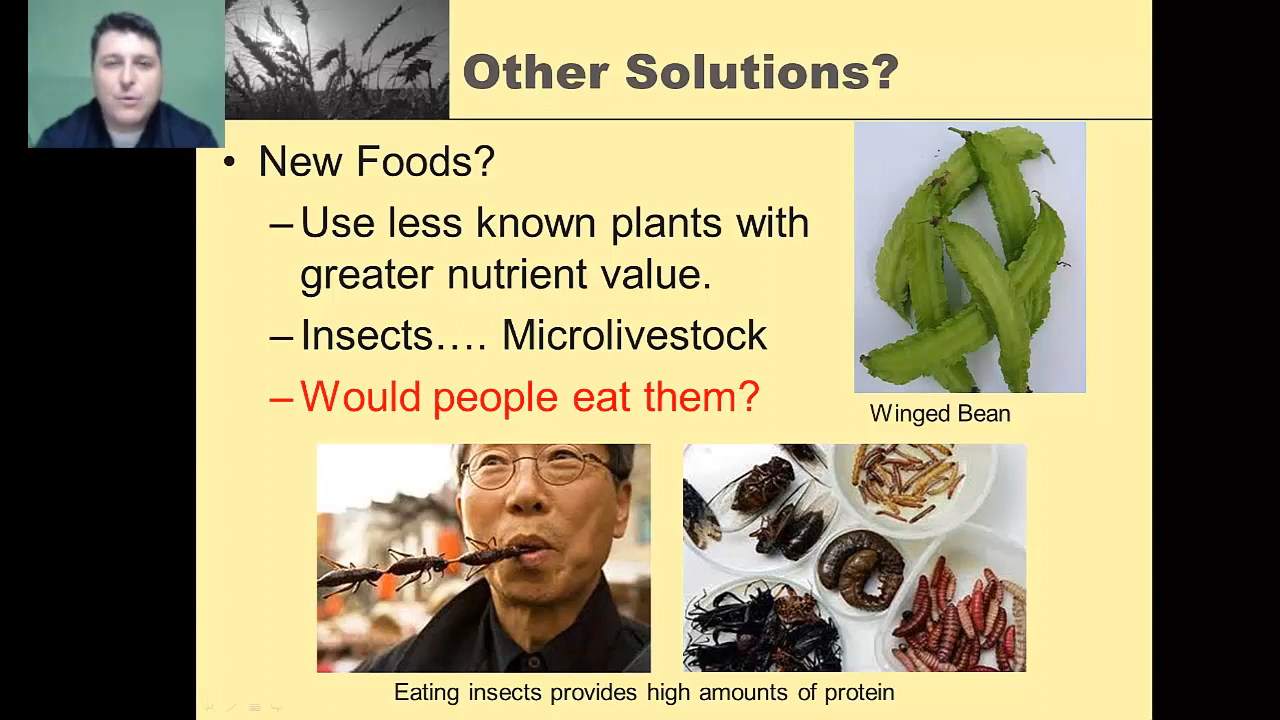 Other Solutions?
• New Foods?
–Use less known plants with
greater nutrient value.
–Insects…. Microlivestock
–Would people eat them?
Winged Bean
Eating insects provides high amounts of protein